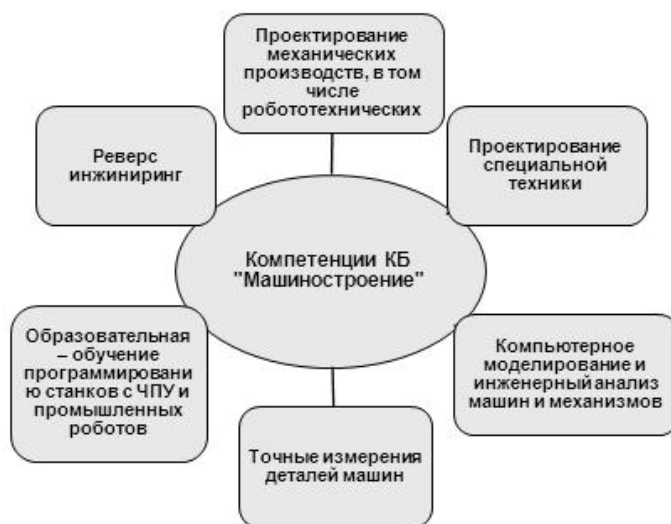 Проектирование
механических
производств, в том
числе
робототехнических
Реверс
инжиниринг
Проектирование
специальной
техники
Компетенции КБ
"Машиностроение"
Образовательная
– обучение
программировани
ю станков с ЧПУ и
промышленных
роботов
Компьютерное
моделирование и
инженерный анализ
машин и механизмов
Точные измерения
деталей машин